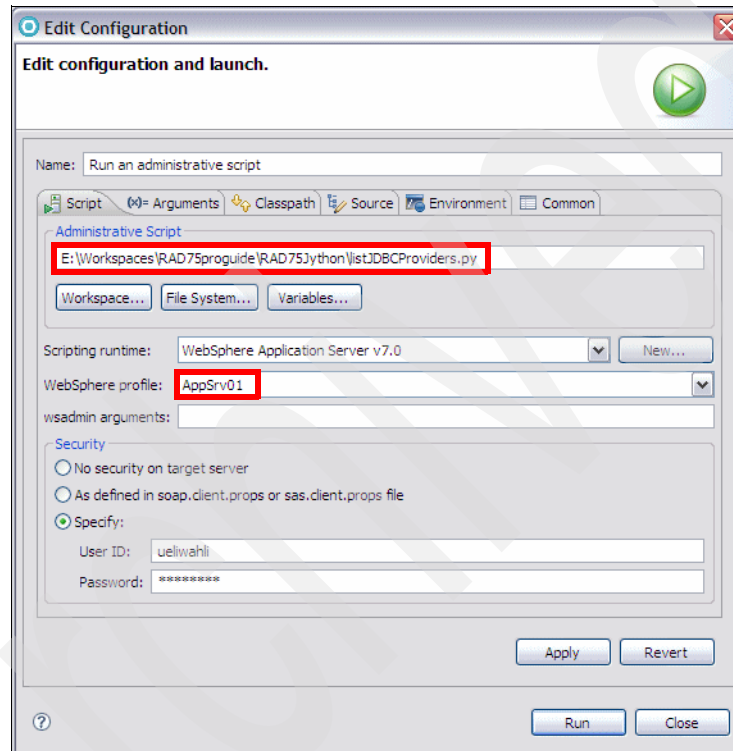 Edit Configuration
Edit configuration and launch.
Name: Run an administrative script
Script (x)= Arguments Classpath Source Environment Common
Administrative Script
E:\Workspaces\RAD75proguide\RAD75Jython\listJDBCProviders.py
Workspace... File System... Variables...
Scripting runtime: WebSphere Application Server v7.0 New...
WebSphere profile: AppSrv01
wsadmin arguments:
Security
No security on target server
As defined in soap.client.props or sas.client.props file
Specify:
User ID: ueliwahli
Password: ********
Apply Revert
? Run Close